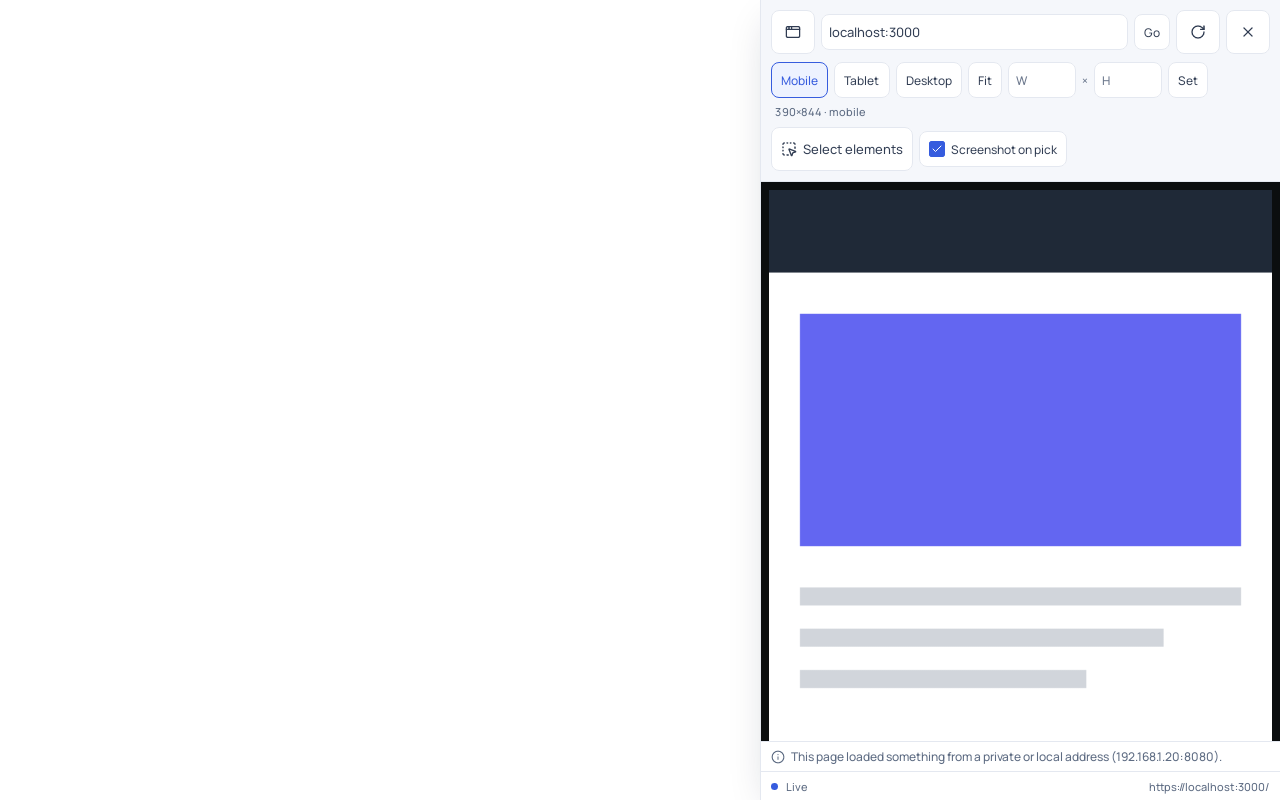 localhost:3000 Go
Mobile Tablet Desktop Fit W × H Set
390×844 · mobile
Select elements Screenshot on pick
This page loaded something from a private or local address (192.168.1.20:8080).
Live https://localhost:3000/